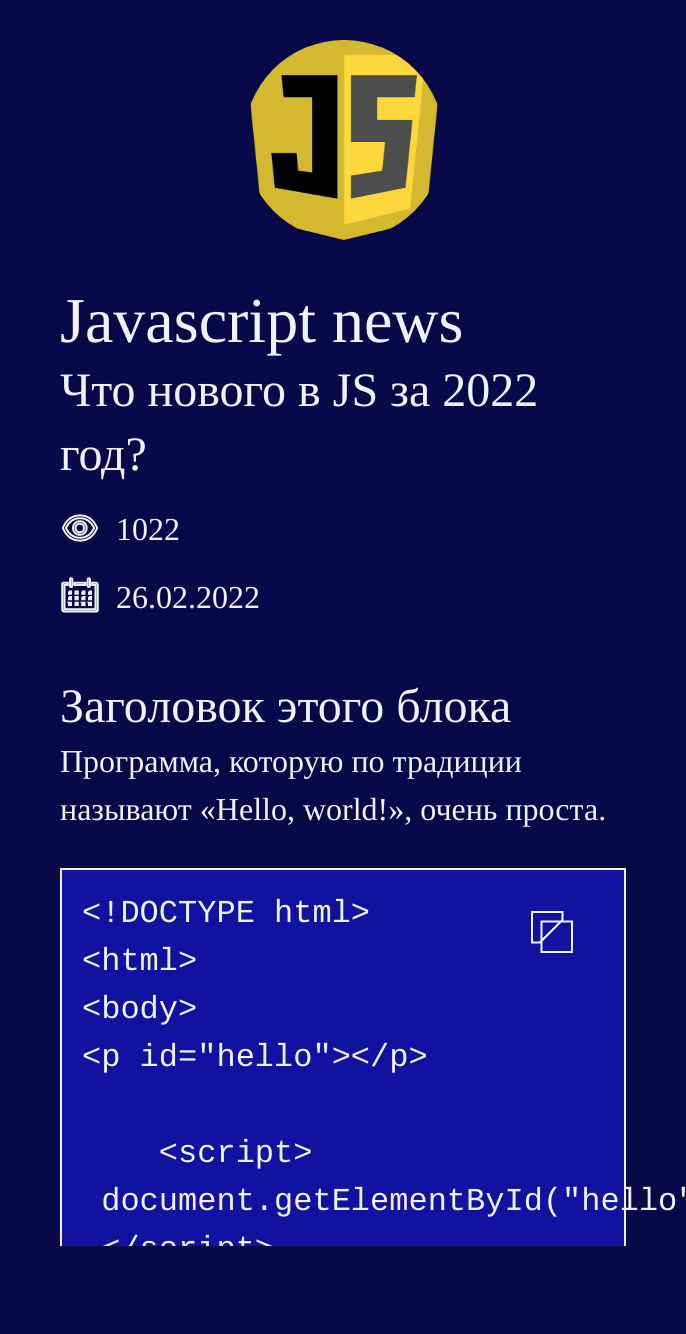 JS
Javascript news
Что нового в JS за 2022
год?
1022
26.02.2022
Заголовок этого блока
Программа, которую по традиции
называют «Hello, world!», очень проста.
<!DOCTYPE html>
<html>
<body>
<p id="hello"></p>
<script>
document.getElementById("hello"
</script>